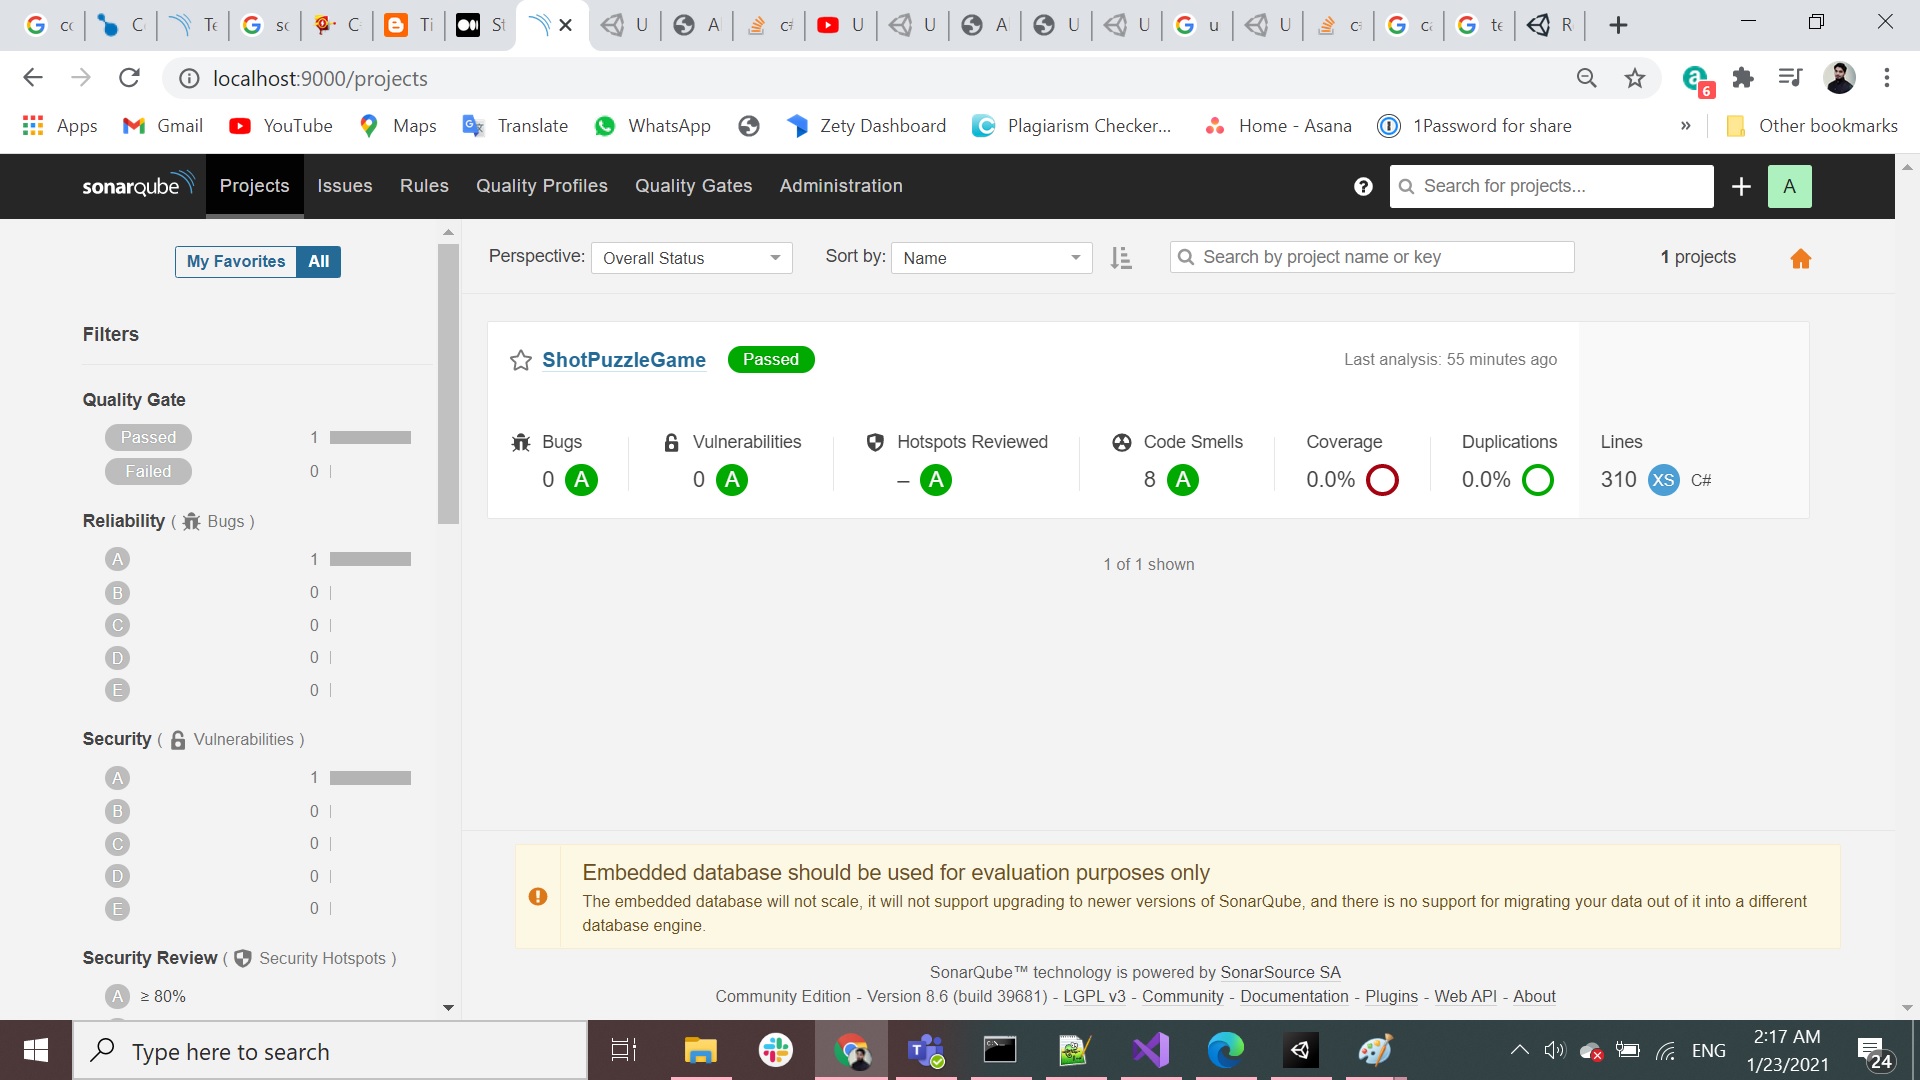 cc
C
Te
sc
C
Ti
St
U
A
c#
U
U
A
U
U
u
U
c
ca
te
R
localhost:9000/projects
6
Apps
Gmail
YouTube
Maps
Translate
WhatsApp
Zety Dashboard
Plagiarism Checker...
Home - Asana
1Password for share
»
Other bookmarks
sonarqube
Projects
Issues
Rules
Quality Profiles
Quality Gates
Administration
Search for projects...
A
My Favorites
All
Perspective:
Overall Status
Sort by:
Name
Search by project name or key
1 projects
Filters
Quality Gate
Passed 1
Failed 0
Reliability ( Bugs )
A 1
B 0
C 0
D 0
E 0
Security ( Vulnerabilities )
A 1
B 0
C 0
D 0
E 0
Security Review ( Security Hotspots )
A ≥ 80%
ShotPuzzleGame
Passed
Last analysis: 55 minutes ago
Bugs
0 A
Vulnerabilities
0 A
Hotspots Reviewed
– A
Code Smells
8 A
Coverage
0.0%
Duplications
0.0%
Lines
310 XS C#
1 of 1 shown
Embedded database should be used for evaluation purposes only
The embedded database will not scale, it will not support upgrading to newer versions of SonarQube, and there is no support for migrating your data out of it into a different
database engine.
SonarQube™ technology is powered by SonarSource SA
Community Edition - Version 8.6 (build 39681) - LGPL v3 - Community - Documentation - Plugins - Web API - About
Type here to search
ENG
2:17 AM
1/23/2021
24